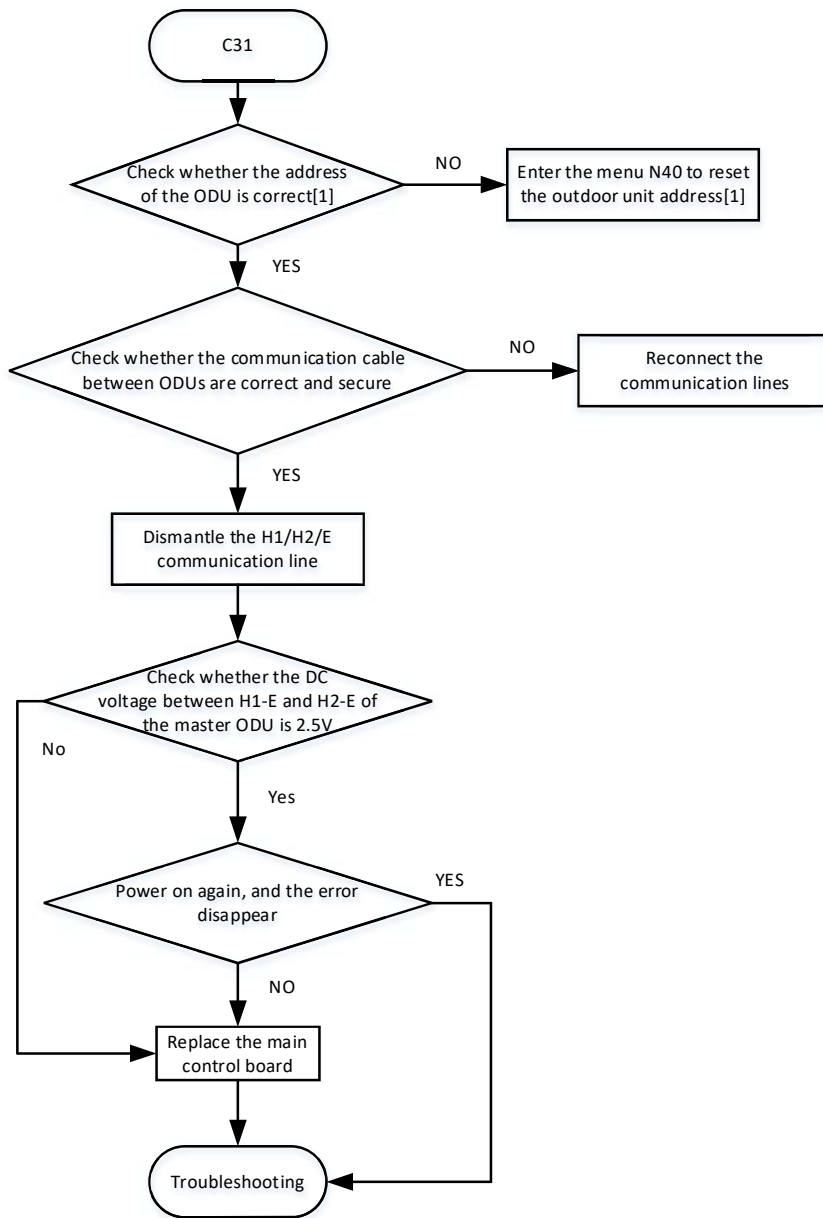 C31
Check whether the address
of the ODU is correct[1]
NO
Enter the menu N40 to reset
the outdoor unit address[1]
YES
Check whether the communication cable
between ODUs are correct and secure
NO
Reconnect the
communication lines
YES
Dismantle the H1/H2/E
communication line
Check whether the DC
voltage between H1-E and H2-E of
the master ODU is 2.5V
No
Yes
Power on again, and the error
disappear
YES
NO
Replace the main
control board
Troubleshooting